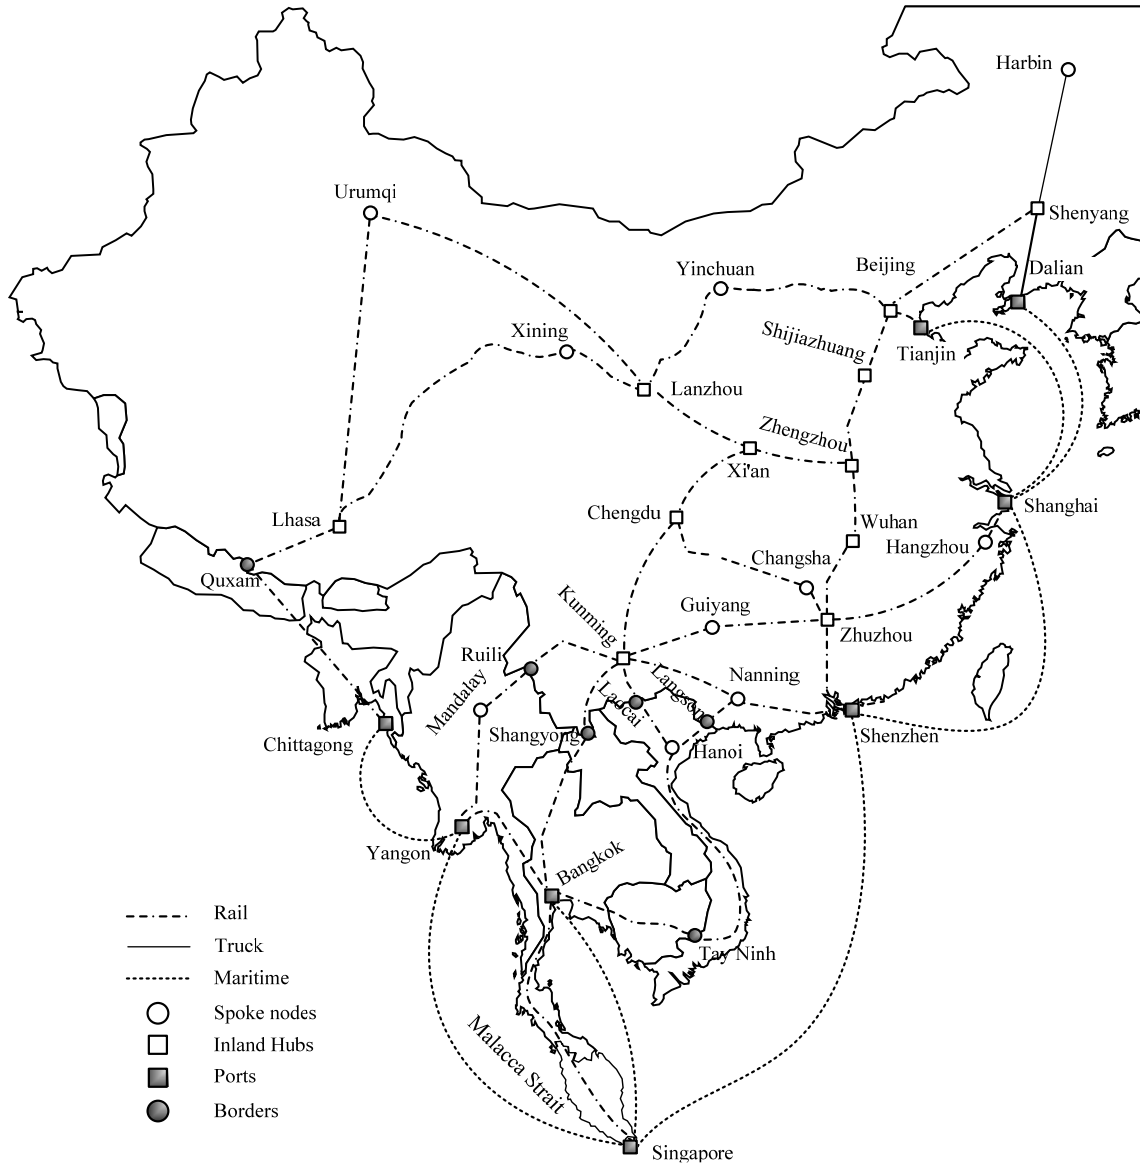 Harbin
Urumqi
Shenyang
Yinchuan
Beijing
Dalian
Xining
Shijiazhuang
Tianjin
Lanzhou
Zhengzhou
Xi'an
Lhasa
Chengdu
Shanghai
Wuhan
Hangzhou
Quxam
Changsha
Kunming
Guiyang
Zhuzhou
Ruili
Mandalay
Laocai
Langson
Nanning
Chittagong
Shangyong
Hanoi
Shenzhen
Yangon
Bangkok
Tay Ninh
Rail
Truck
Maritime
Spoke nodes
Inland Hubs
Ports
Borders
Malacca Strait
Singapore